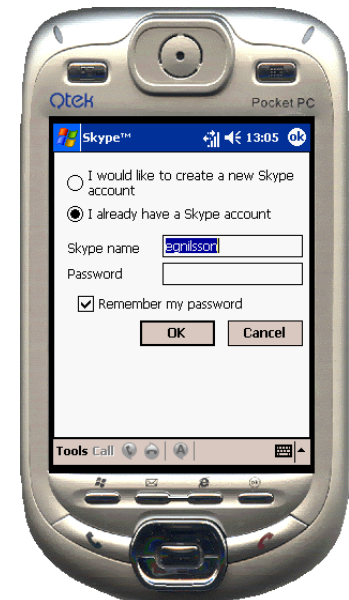 Qtek
Pocket PC
Skype™ 13:05 ok
I would like to create a new Skype
account
I already have a Skype account
Skype name egnilsson
Password
Remember my password
OK Cancel
Tools Call